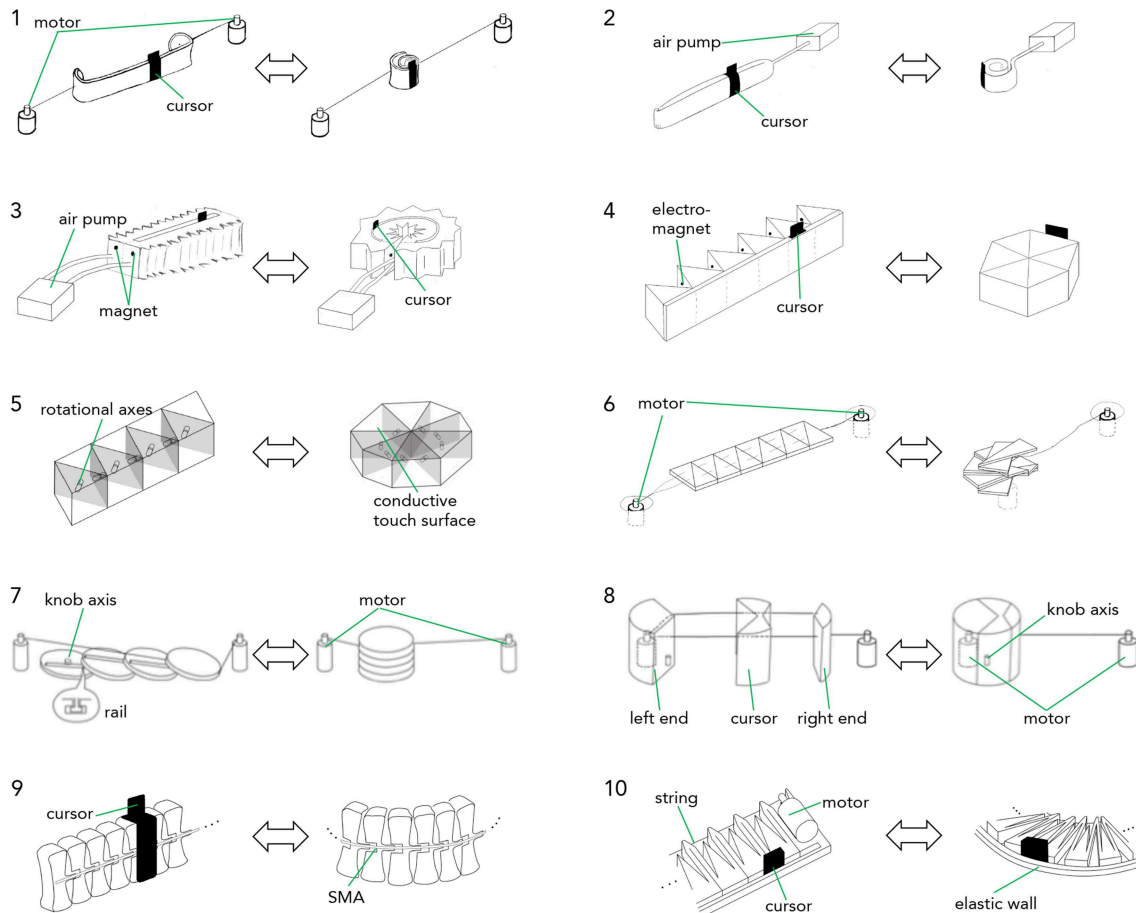 1
motor
cursor
2
air pump
cursor
3
air pump
magnet
cursor
4
electro-
magnet
cursor
5
rotational axes
conductive
touch surface
6
motor
7
knob axis
rail
motor
8
left end
cursor
right end
knob axis
motor
9
cursor
SMA
10
string
motor
cursor
elastic wall